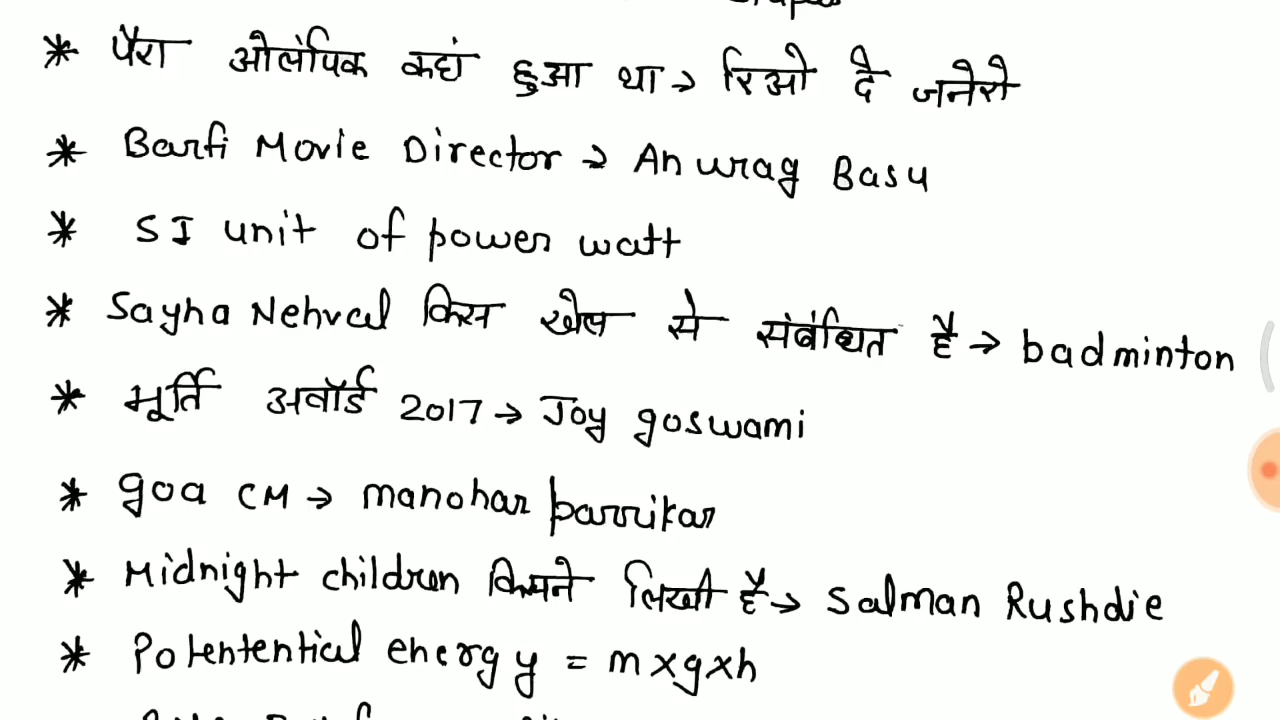 * पैरा ओलंपिक कहाँ हुआ था → रिओ दे जनेरो
* Barfi Movie Director → Anurag Basu
* SI unit of power watt
* Sayha Nehval किस खेल से संबंधित है → badminton
* मूर्ति अवॉर्ड 2017 → Joy goswami
* goa CM → manohar parrikar
* Midnight children किसने लिखी है → Salman Rushdie
* Potentential energy = m×g×h